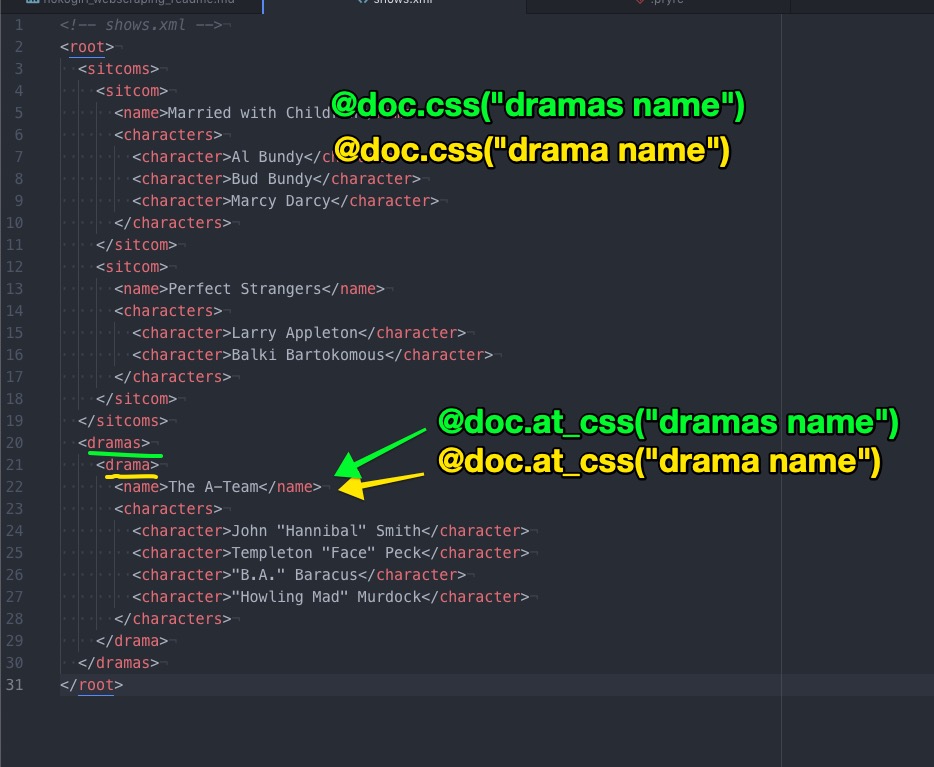 nokogiri_webscraping_readme.md shows.xml .pryrc
1 <!-- shows.xml -->
2 <root>
3 <sitcoms>
4 <sitcom>
5 <name>Married with Child
@doc.css("dramas name")
6 <characters>
@doc.css("drama name")
7 <character>Al Bundy</ch
8 <character>Bud Bundy</character>
9 <character>Marcy Darcy</character>
10 </characters>
11 </sitcom>
12 <sitcom>
13 <name>Perfect Strangers</name>
14 <characters>
15 <character>Larry Appleton</character>
16 <character>Balki Bartokomous</character>
17 </characters>
18 </sitcom>
19 </sitcoms>
@doc.at_css("dramas name")
20 <dramas>
21 <drama>
@doc.at_css("drama name")
22 <name>The A-Team</name>
23 <characters>
24 <character>John "Hannibal" Smith</character>
25 <character>Templeton "Face" Peck</character>
26 <character>"B.A." Baracus</character>
27 <character>"Howling Mad" Murdock</character>
28 </characters>
29 </drama>
30 </dramas>
31 </root>